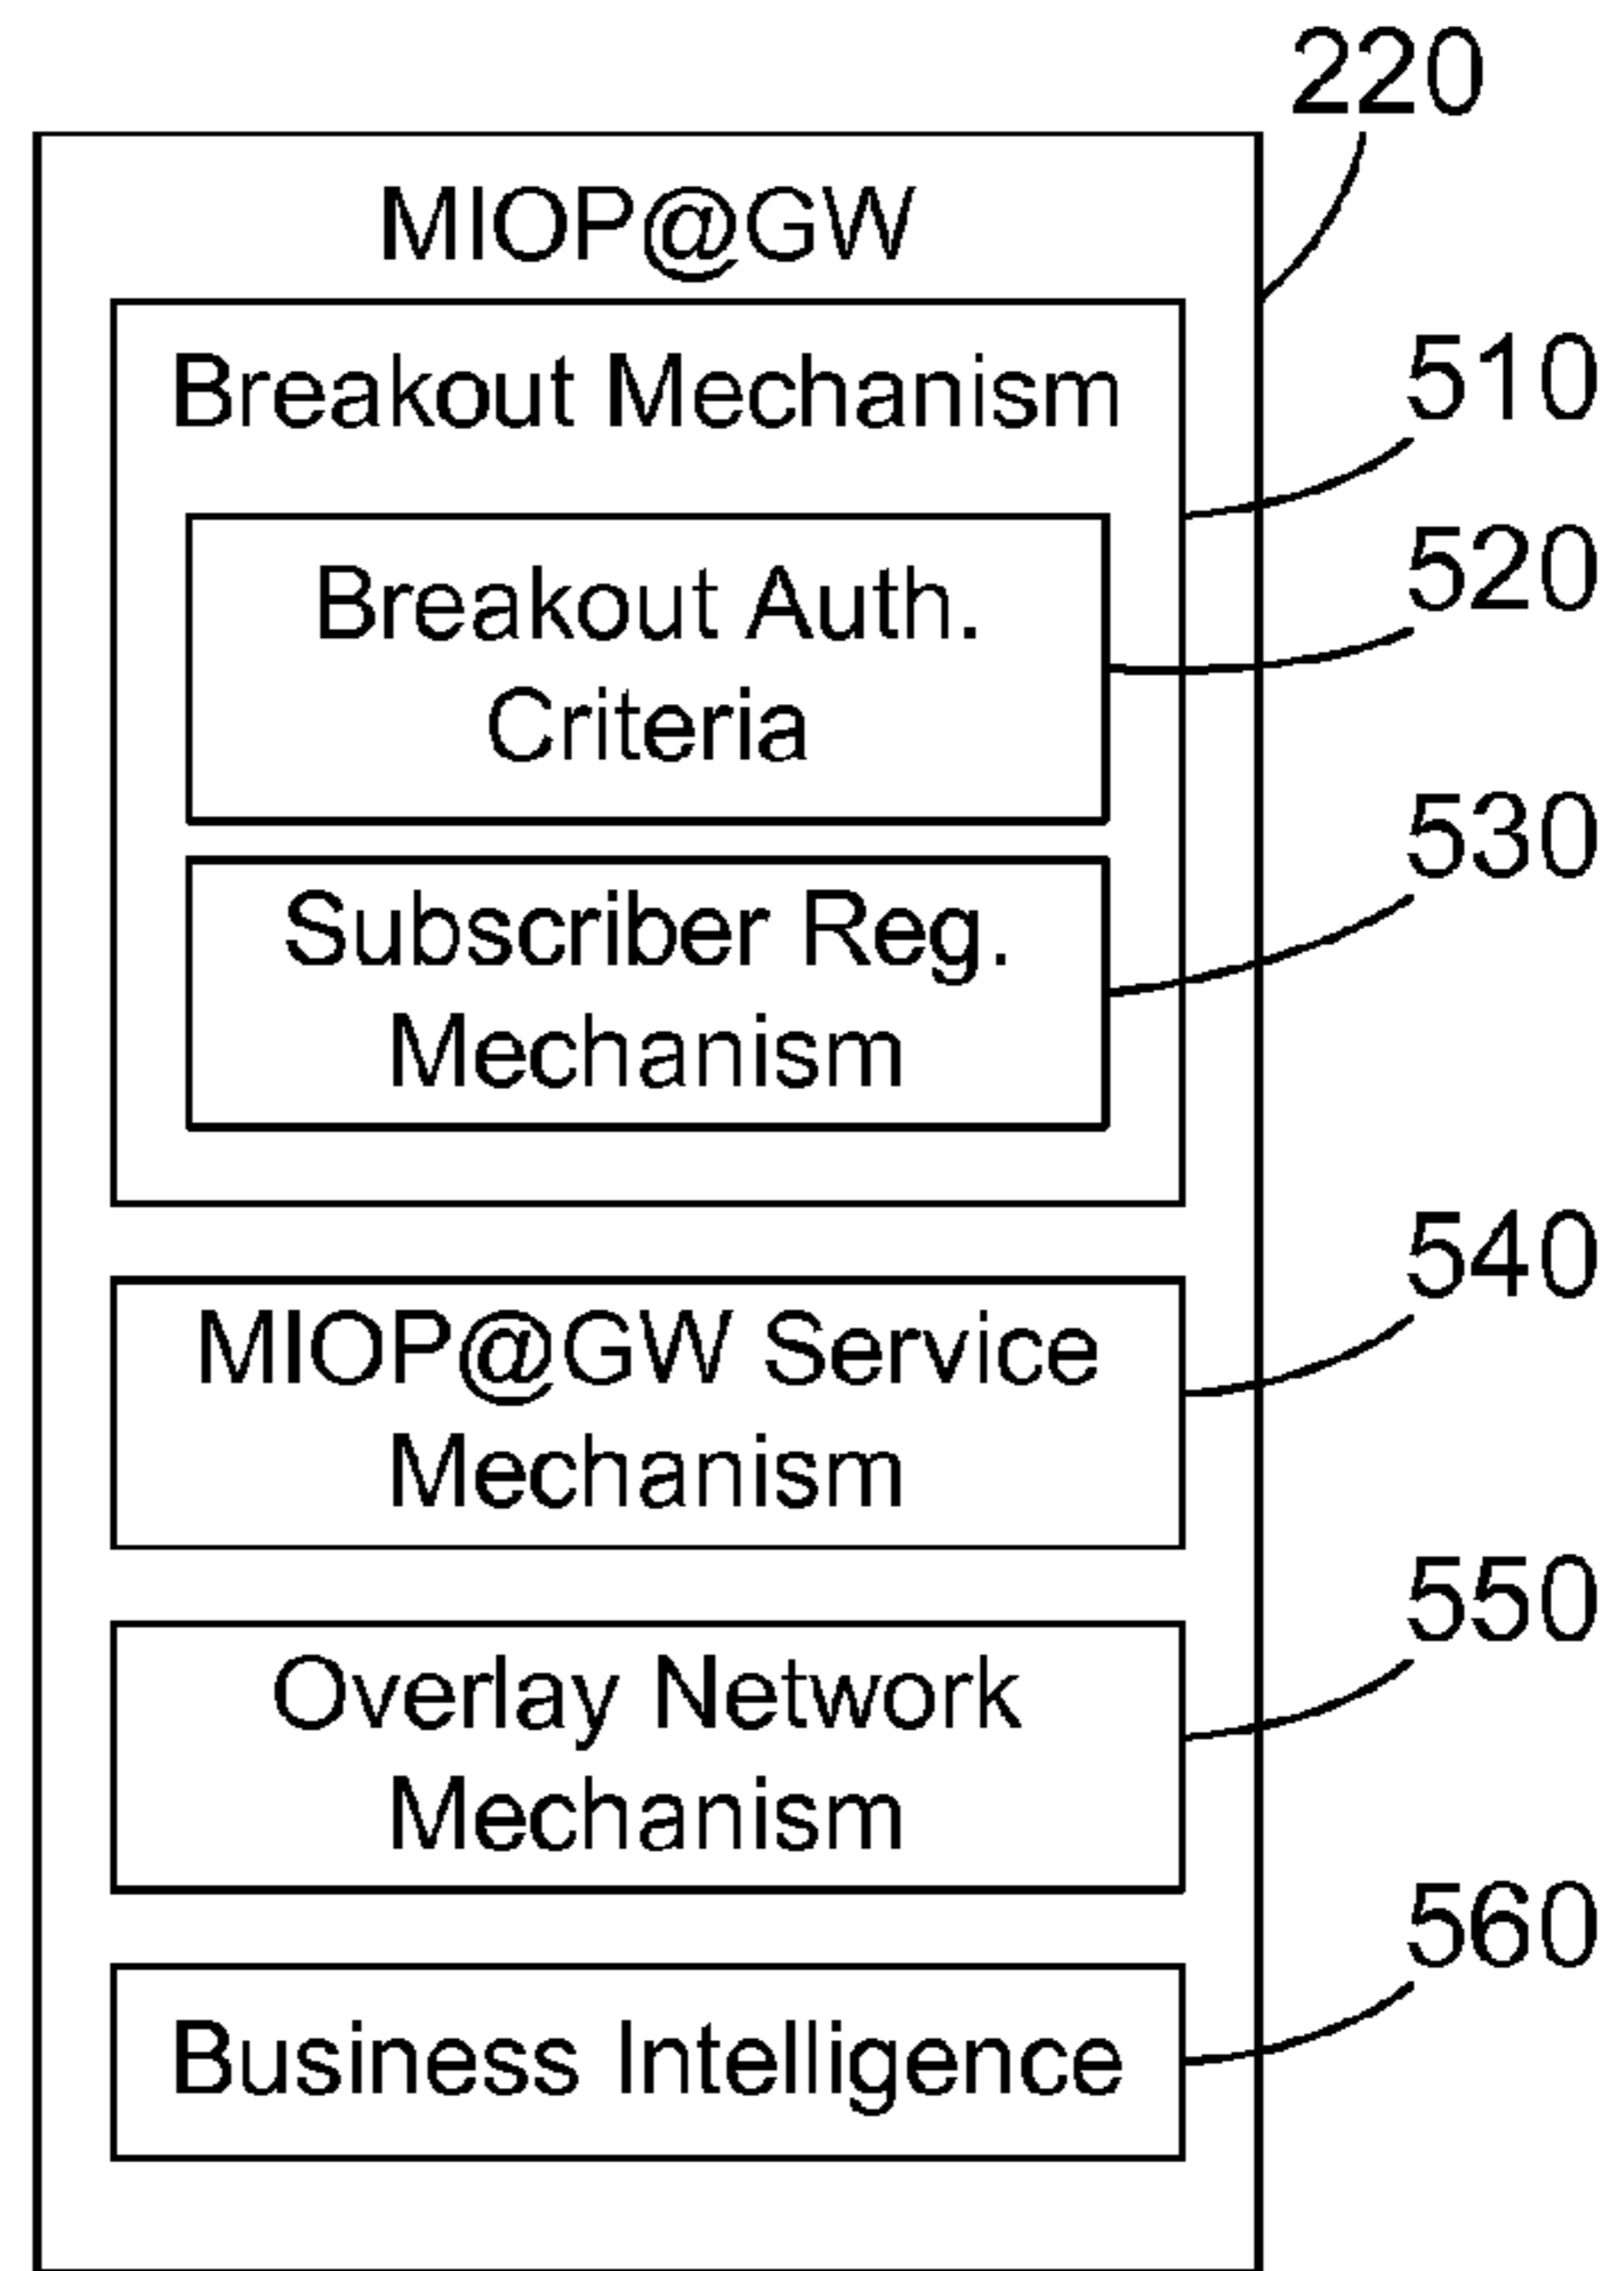 220
MIOP@GW
Breakout Mechanism
510
Breakout Auth.
Criteria
520
Subscriber Reg.
Mechanism
530
MIOP@GW Service
Mechanism
540
Overlay Network
Mechanism
550
Business Intelligence
560